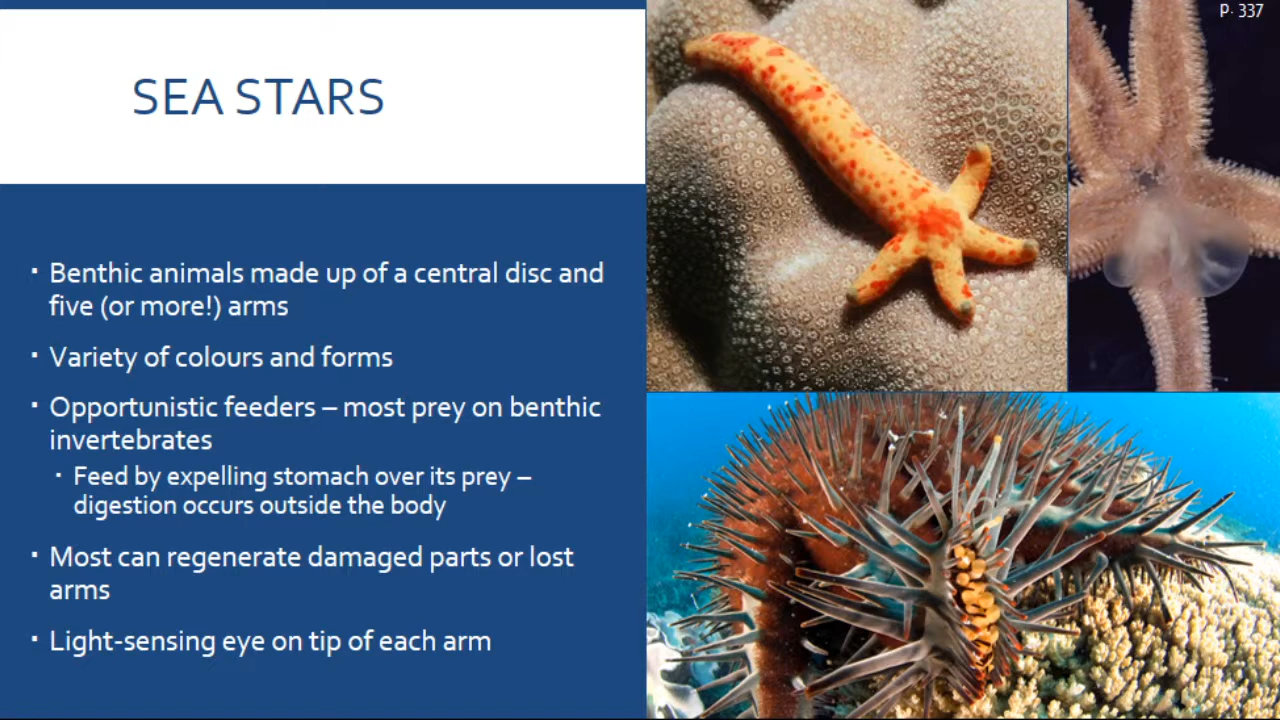 p. 337
SEA STARS
▪ Benthic animals made up of a central disc and
five (or more!) arms
▪ Variety of colours and forms
▪ Opportunistic feeders – most prey on benthic
invertebrates
▪ Feed by expelling stomach over its prey –
digestion occurs outside the body
▪ Most can regenerate damaged parts or lost
arms
▪ Light-sensing eye on tip of each arm